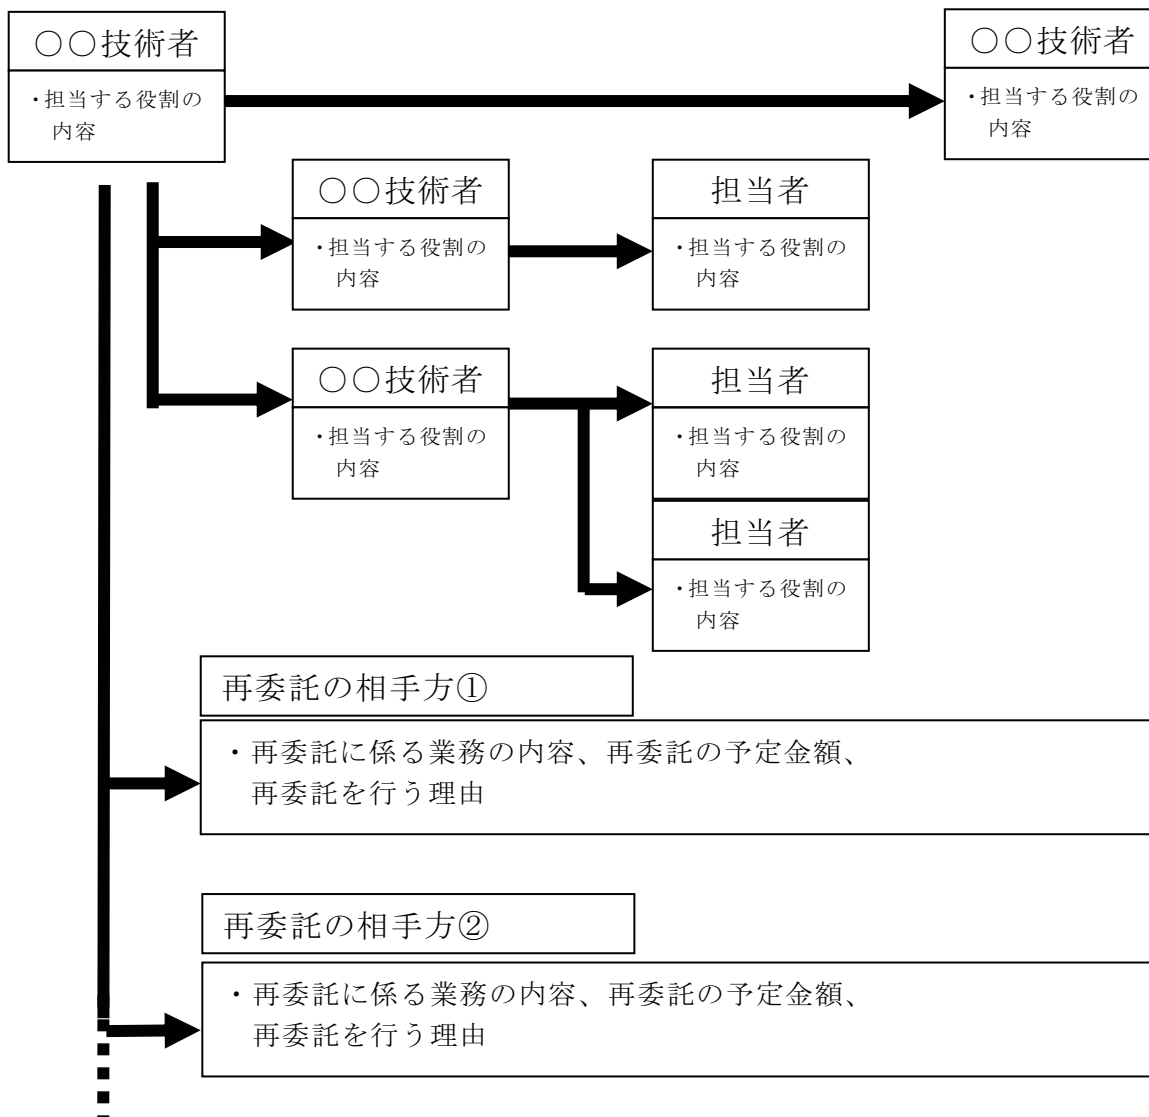 ○○技術者
・担当する役割の
内容
○○技術者
・担当する役割の
内容
○○技術者
・担当する役割の
内容
担当者
・担当する役割の
内容
○○技術者
・担当する役割の
内容
担当者
・担当する役割の
内容
担当者
・担当する役割の
内容
再委託の相手方①
・再委託に係る業務の内容、再委託の予定金額、
再委託を行う理由
再委託の相手方②
・再委託に係る業務の内容、再委託の予定金額、
再委託を行う理由